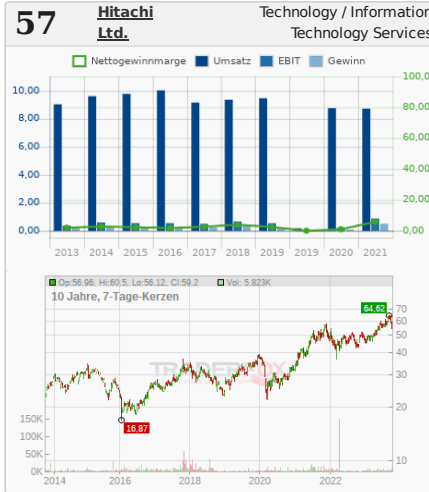 57
Hitachi
Ltd.
Technology / Information
Technology Services
Nettogewinnmarge Umsatz EBIT Gewinn
10,00
8,00
6,00
4,00
2,00
0,00
100,0
80,00
60,00
40,00
20,00
0,00
2013 2014 2015 2016 2017 2018 2019 2019 2020 2021
Op:56.96, Hi:60.5, Lo:56.12, Cl:59.2 Vol: 5.823K
10 Jahre, 7-Tage-Kerzen
64.62
70
60
50
40
30
20
10
TRADERFOX
16.87
150K
100K
50K
0K
2014 2016 2018 2020 2022